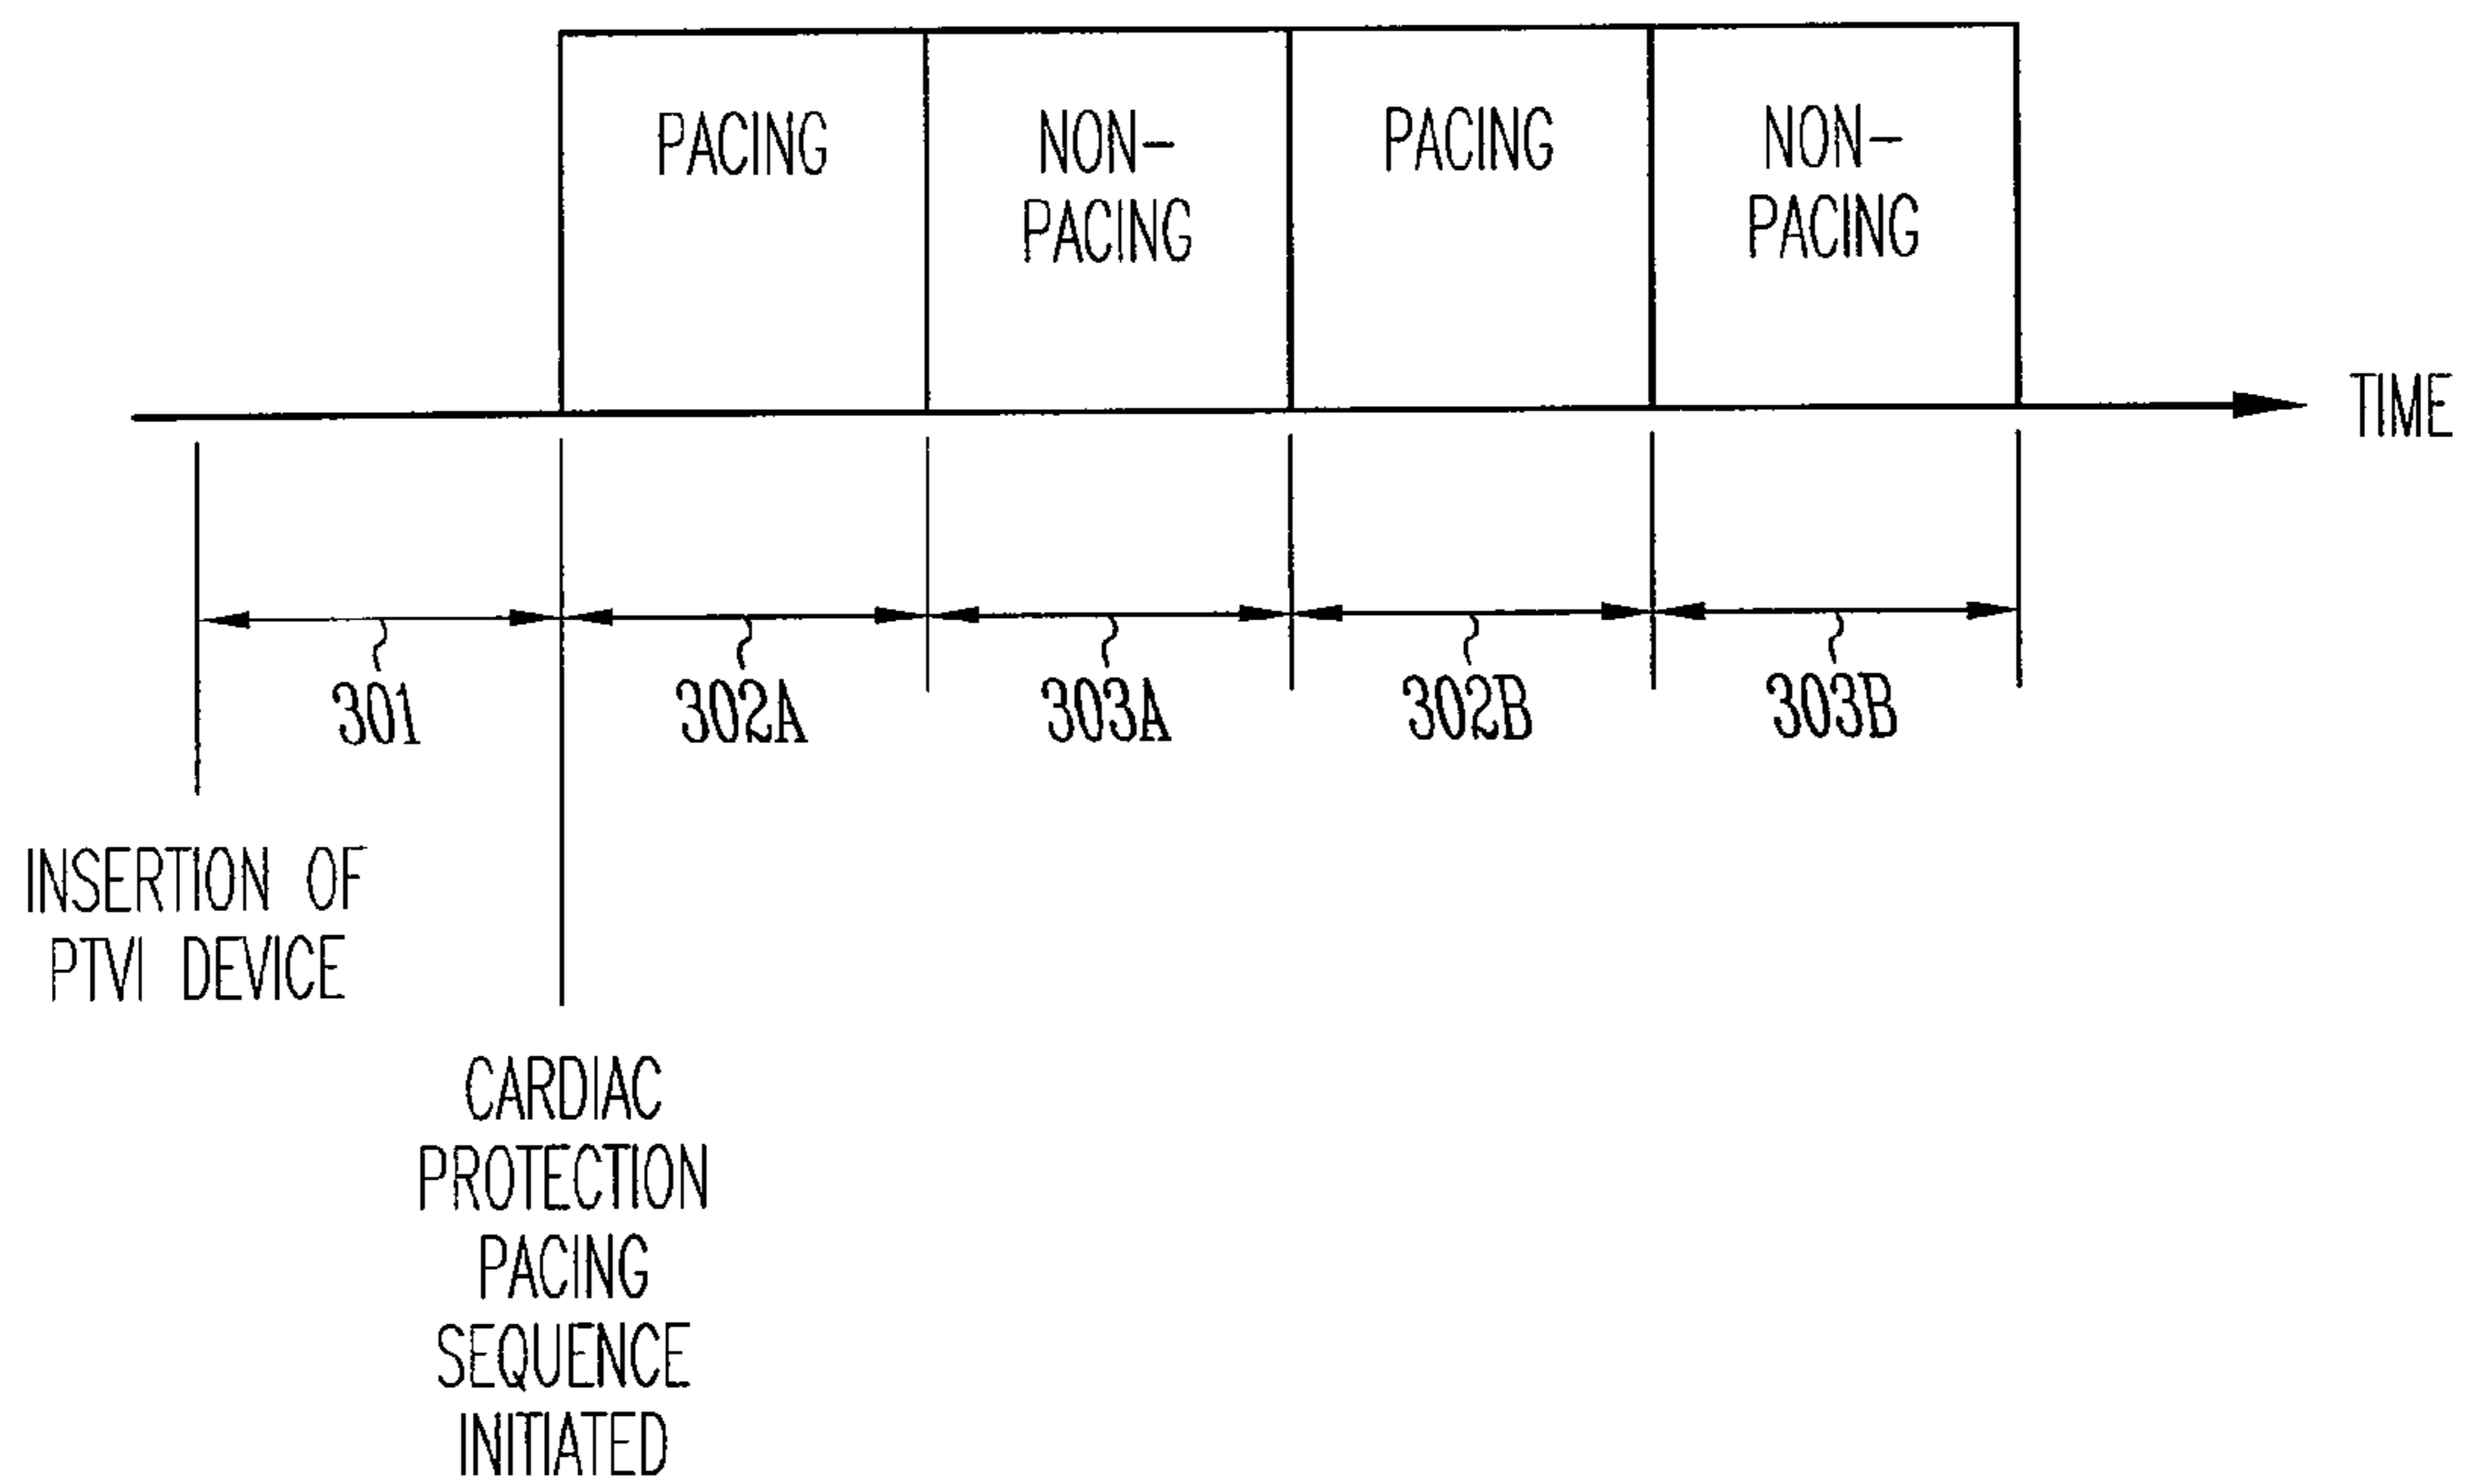 PACING
NON-
PACING
PACING
NON-
PACING
TIME
301
302A
303A
302B
303B
INSERTION OF
PTVI DEVICE
CARDIAC
PROTECTION
PACING
SEQUENCE
INITIATED